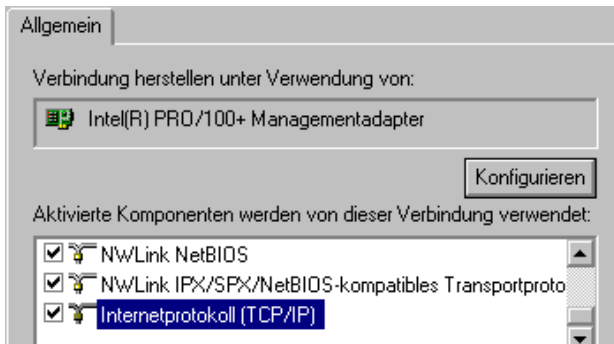 Allgemein
Verbindung herstellen unter Verwendung von:
Intel(R) PRO/100+ Managementadapter
Konfigurieren
Aktivierte Komponenten werden von dieser Verbindung verwendet:
NWLink NetBIOS
NWLink IPX/SPX/NetBIOS-kompatibles Transportproto
Internetprotokoll (TCP/IP)